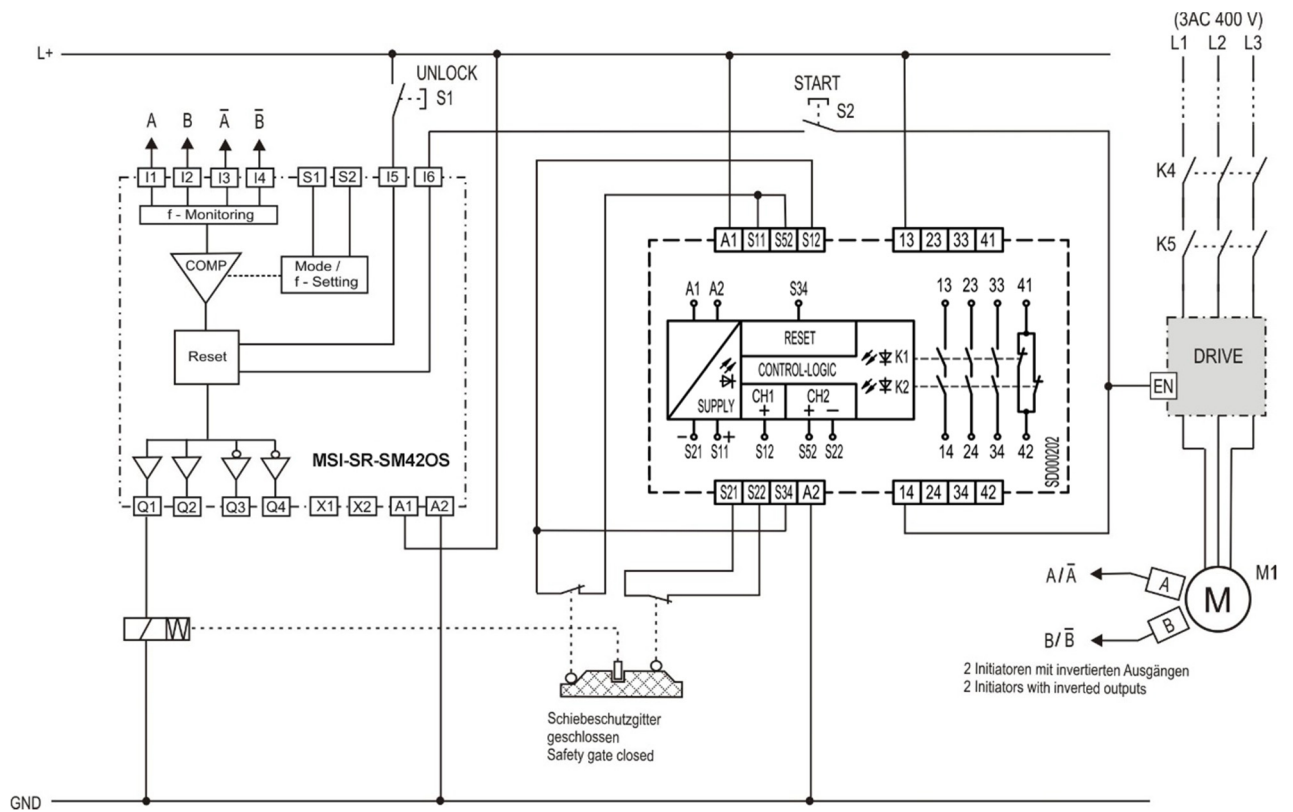 (3AC 400 V)
L1 L2 L3
L+
UNLOCK
S1
START
S2
A B A̅ B̅
I1 I2 I3 I4 S1 S2 I5 I6
f - Monitoring
COMP
Mode /
f - Setting
Reset
MSI-SR-SM42OS
Q1 Q2 Q3 Q4 X1 X2 A1 A2
K4
K5
A1 S11 S52 S12
13 23 33 41
A1 A2 S34
13 23 33 41
RESET
CONTROL-LOGIC
K1
K2
SUPPLY
CH1
+
CH2
+ −
− +
S21 S11 S12 S52 S22
14 24 34 42
SD000202
S21 S22 S34 A2
14 24 34 42
DRIVE
EN
A/A̅
A
B/B̅
B
M
M1
2 Initiatoren mit invertierten Ausgängen
2 Initiators with inverted outputs
Schiebeschutzgitter
geschlossen
Safety gate closed
GND